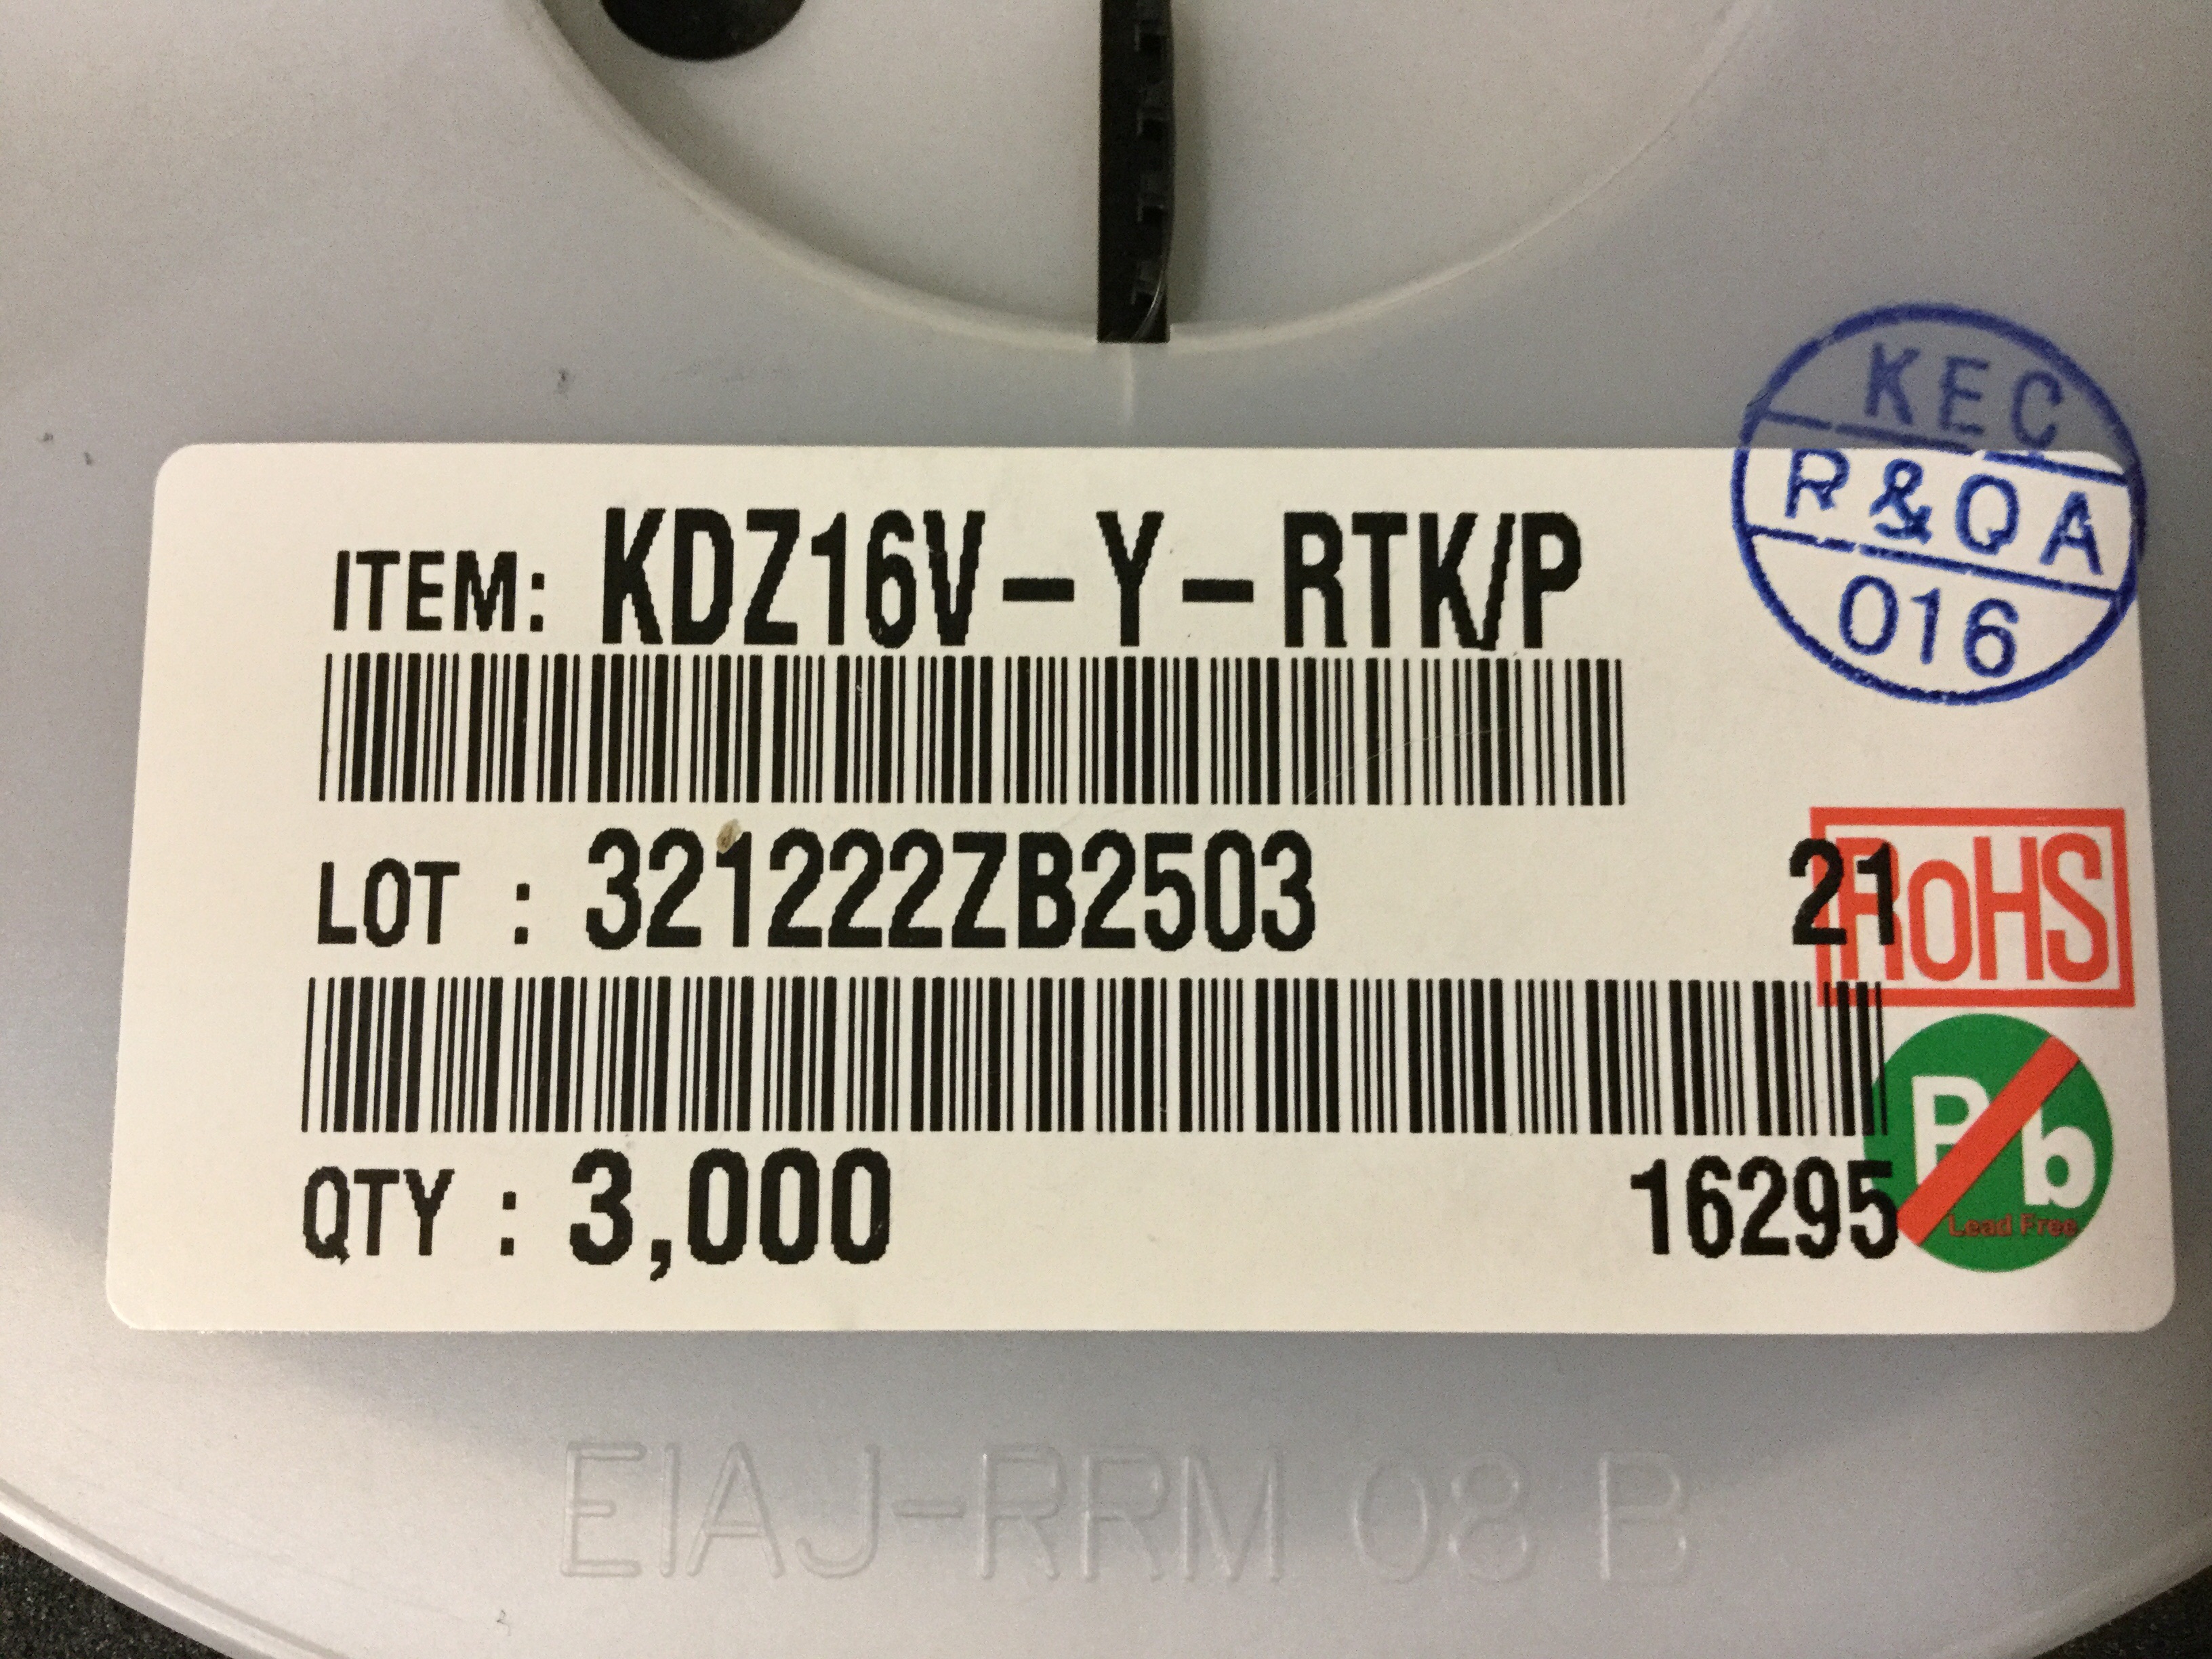 KEC
R&QA
016
ITEM: KDZ16V-Y-RTK/P
LOT : 321222ZB2503 21
RoHS
QTY : 3,000 16295
Pb
Lead Free
EIAJ-RRM 08 B